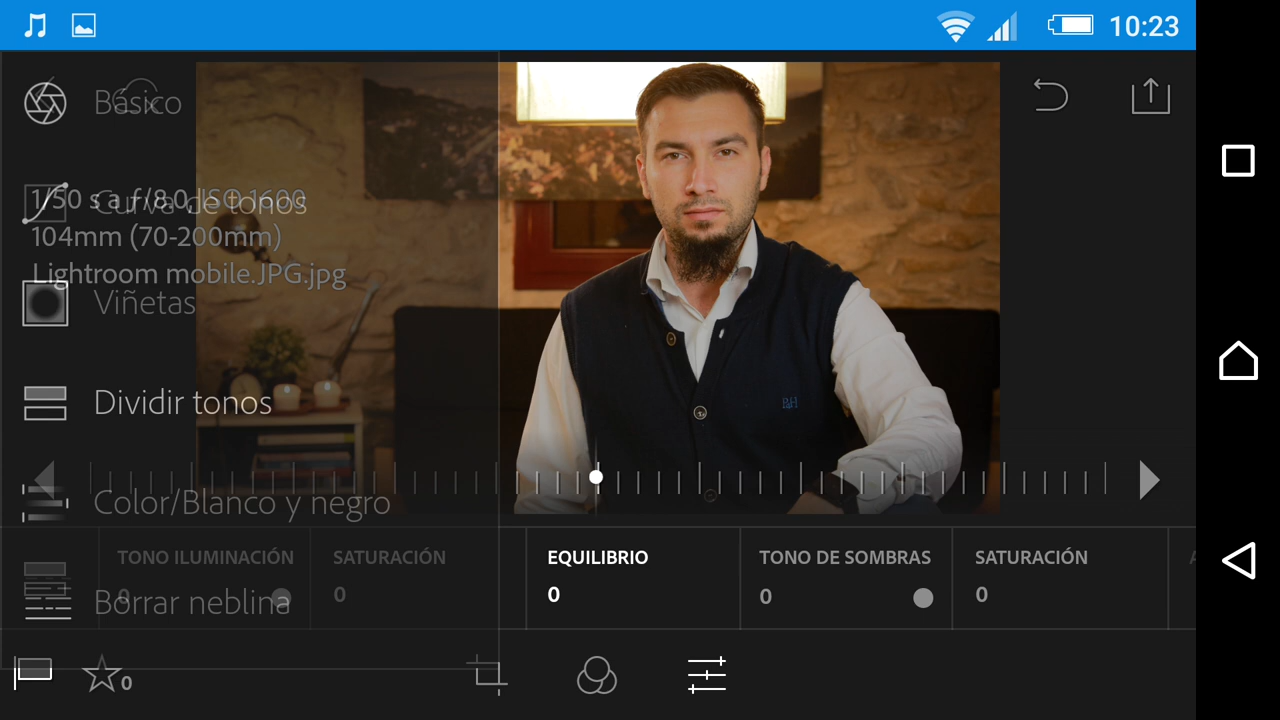 10:23
Básico
1/50 s a f/8.0, ISO 1600
Curva de tonos
104mm (70-200mm)
Lightroom mobile.JPG.jpg
Viñetas
Dividir tonos
Color/Blanco y negro
TONO ILUMINACIÓN SATURACIÓN EQUILIBRIO TONO DE SOMBRAS SATURACIÓN
0 0 0 0 0
Borrar neblina
0